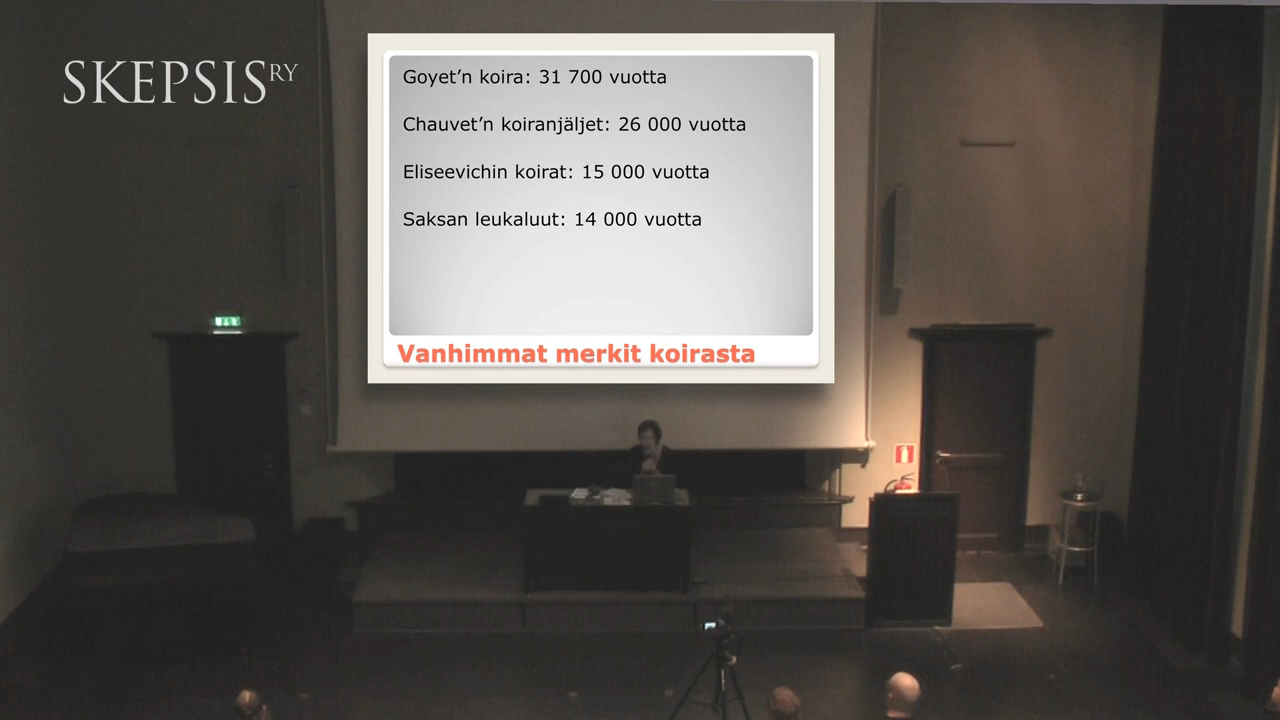 SKEPSIS RY
Goyet’n koira: 31 700 vuotta
Chauvet’n koiranjäljet: 26 000 vuotta
Eliseevichin koirat: 15 000 vuotta
Saksan leukaluut: 14 000 vuotta
Vanhimmat merkit koirasta